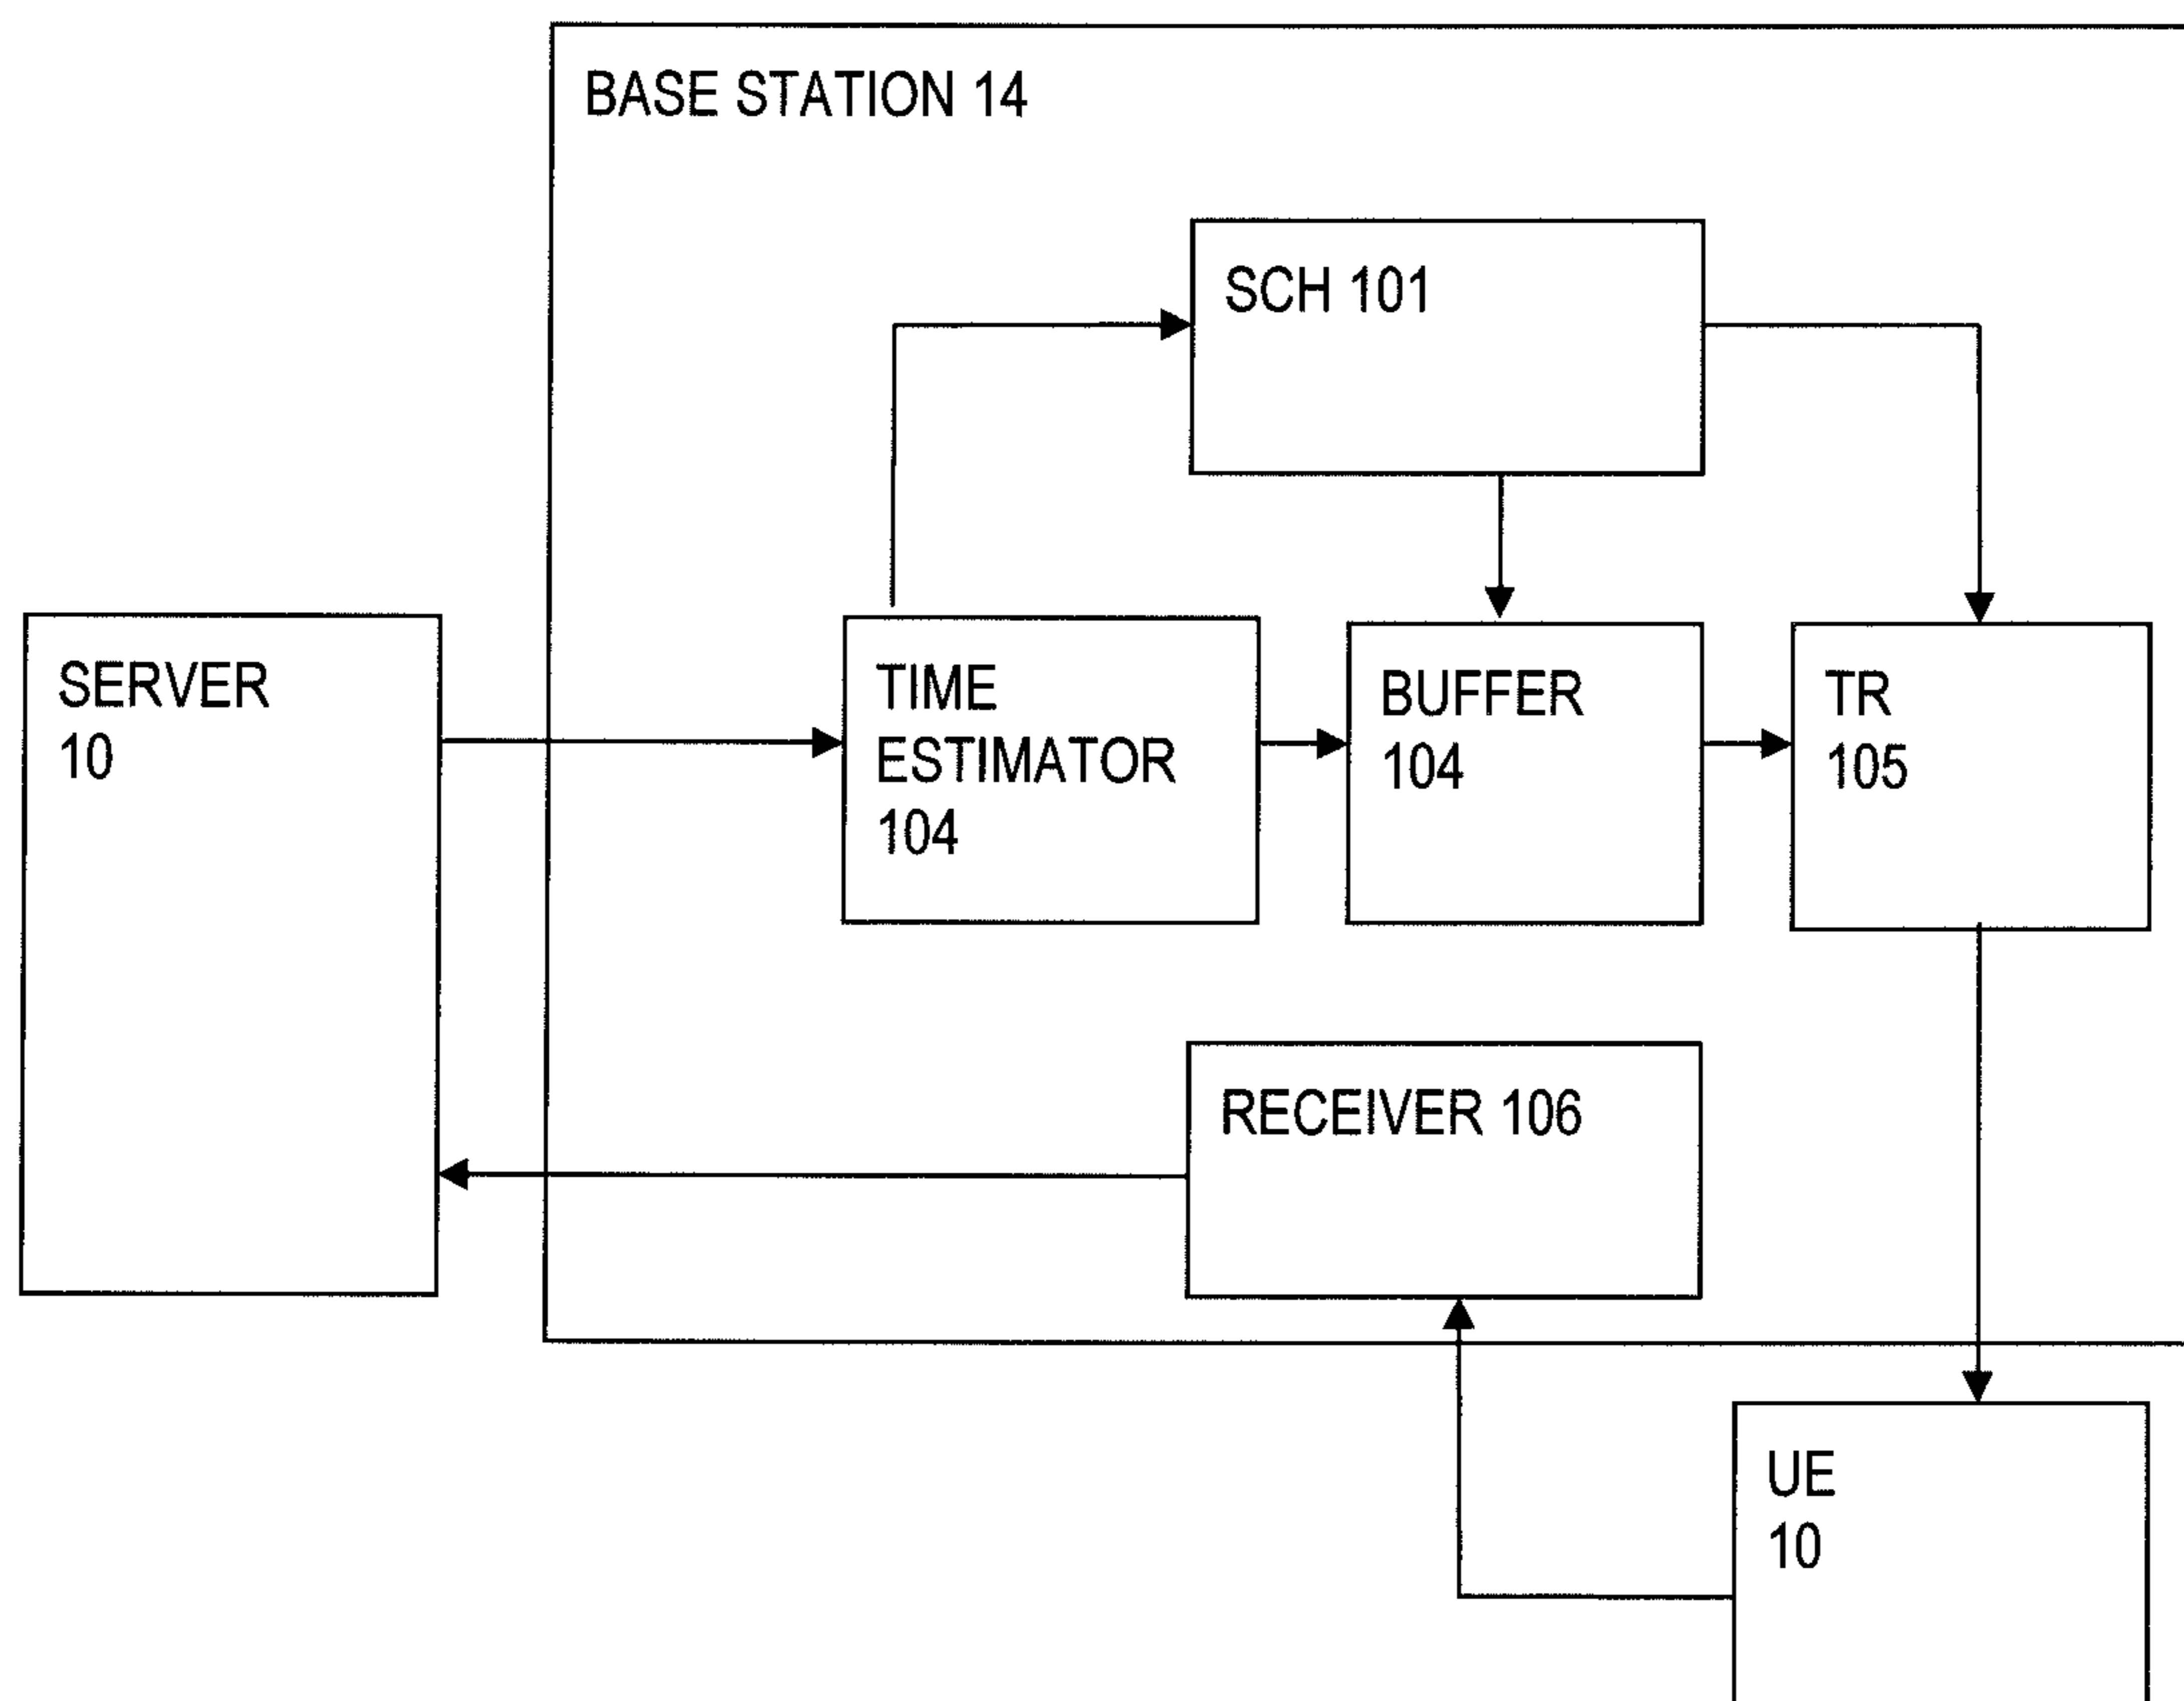 BASE STATION 14
SCH 101
SERVER
10
TIME
ESTIMATOR
104
BUFFER
104
TR
105
RECEIVER 106
UE
10